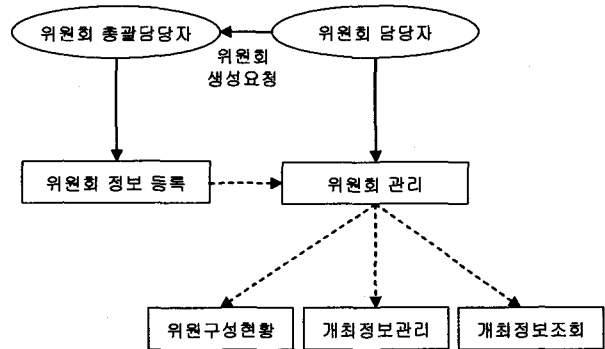 위원회 총괄담당자
위원회 담당자
위원회
생성요청
위원회 정보 등록
위원회 관리
위원구성현황
개최정보관리
개최정보조회